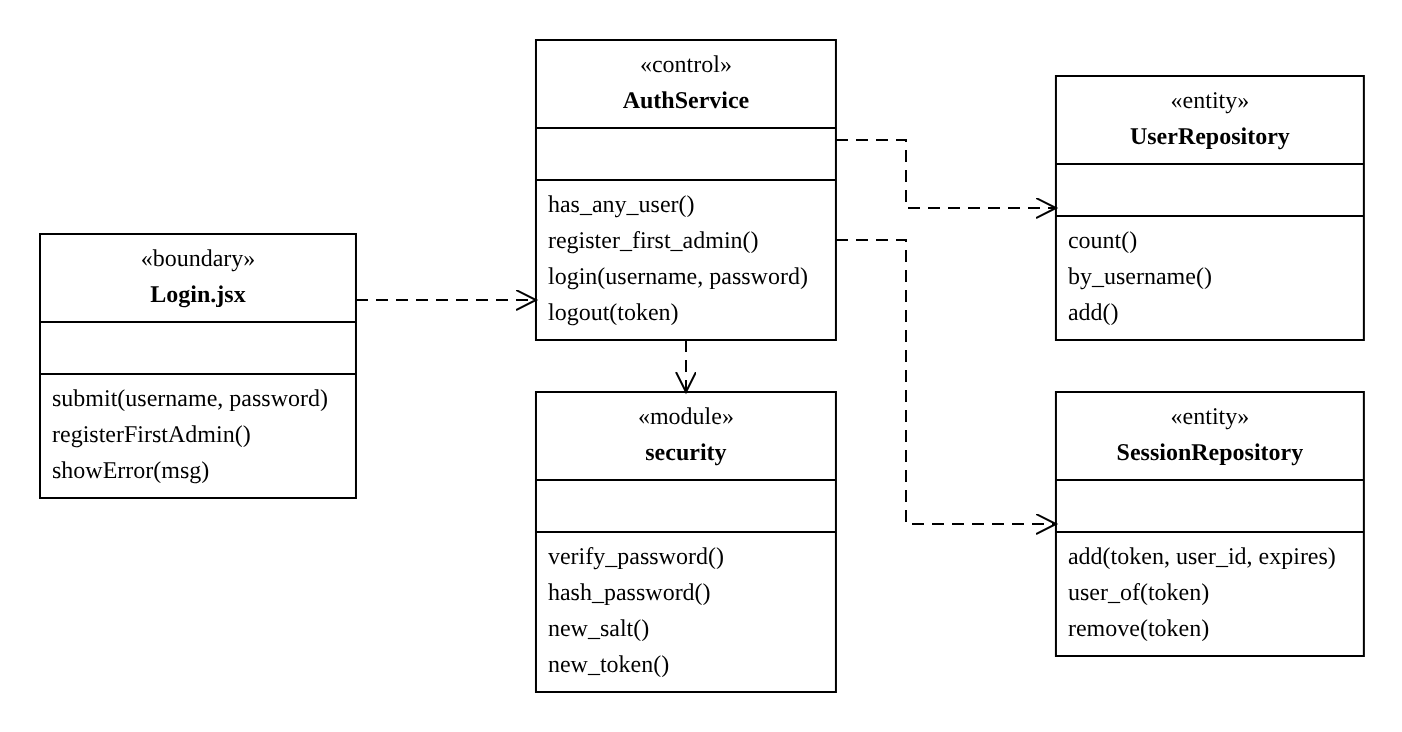 «boundary»
Login.jsx
submit(username, password)
registerFirstAdmin()
showError(msg)
«control»
AuthService
has_any_user()
register_first_admin()
login(username, password)
logout(token)
«module»
security
verify_password()
hash_password()
new_salt()
new_token()
«entity»
UserRepository
count()
by_username()
add()
«entity»
SessionRepository
add(token, user_id, expires)
user_of(token)
remove(token)